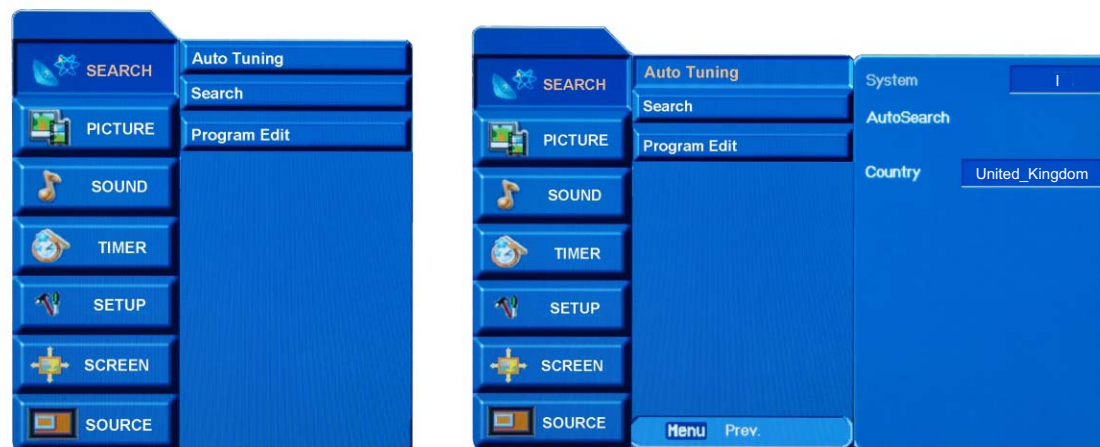 SEARCH
PICTURE
SOUND
TIMER
SETUP
SCREEN
SOURCE
Auto Tuning
Search
Program Edit
SEARCH
PICTURE
SOUND
TIMER
SETUP
SCREEN
SOURCE
Auto Tuning
Search
Program Edit
Menu Prev.
System I
AutoSearch
Country United_Kingdom